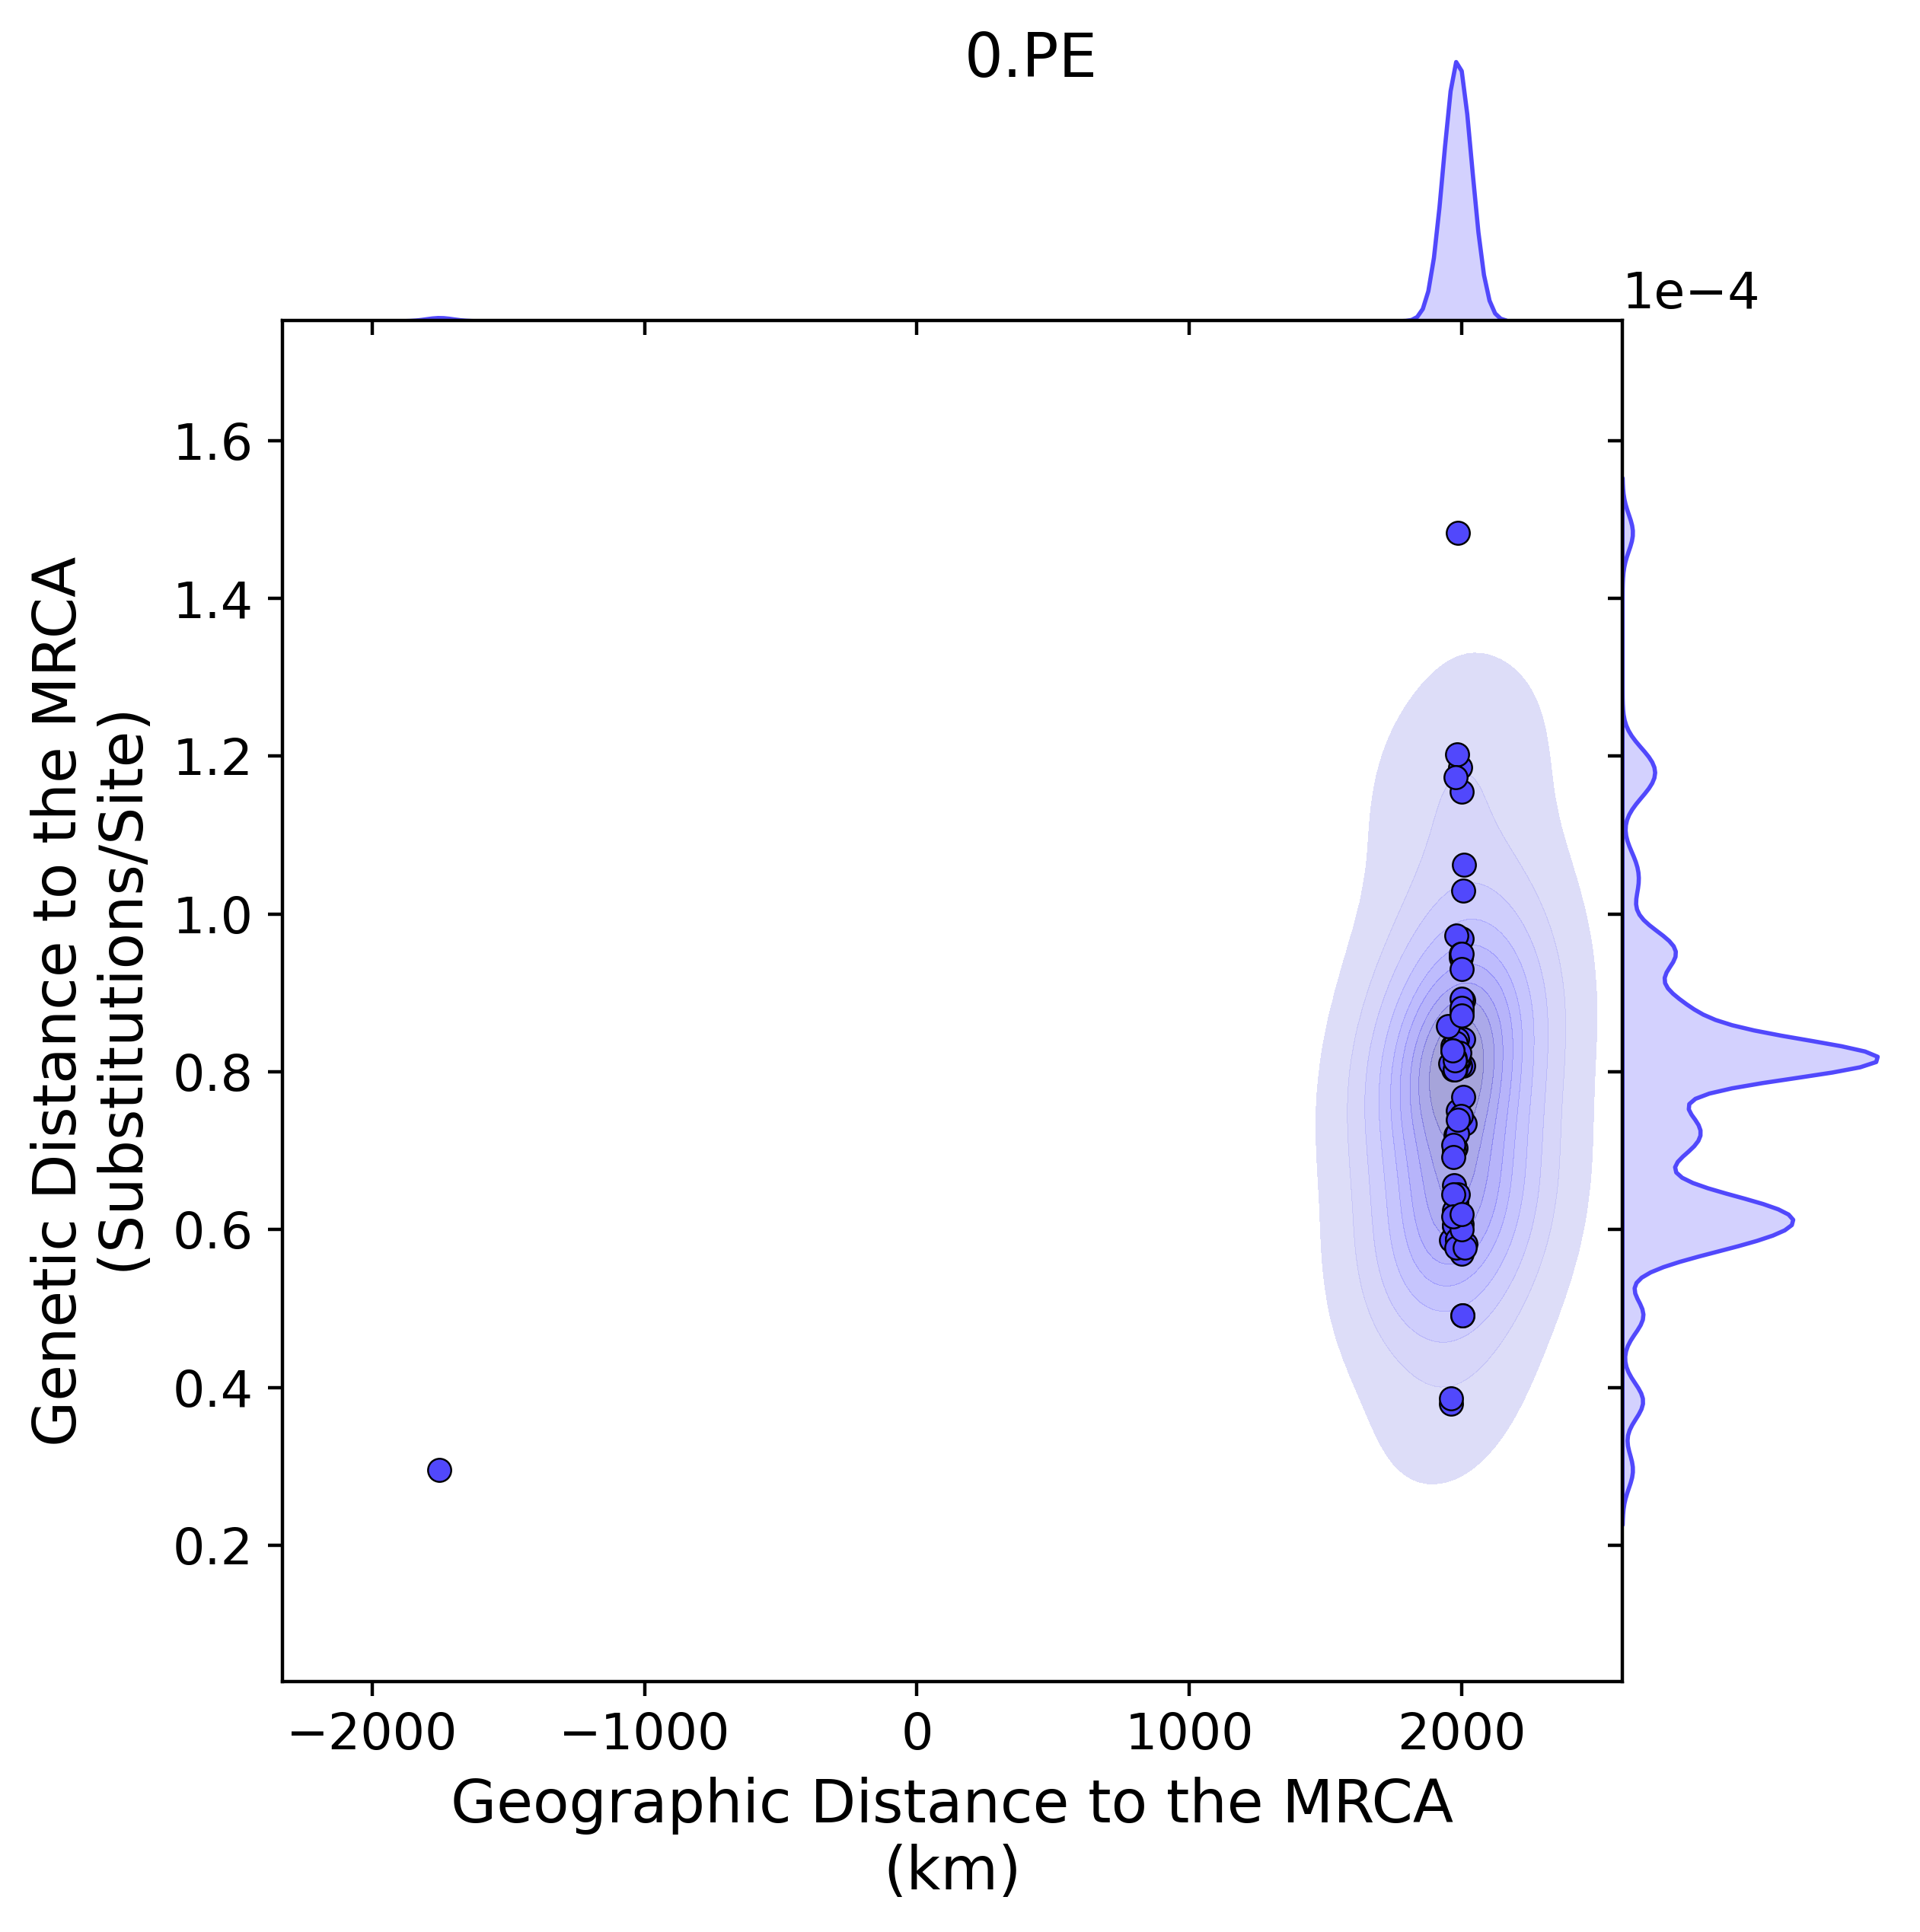 0.PE
1e−4
1.6
1.4
1.2
1.0
0.8
0.6
0.4
0.2
Genetic Distance to the MRCA
(Substitutions/Site)
−2000
−1000
0
1000
2000
Geographic Distance to the MRCA
(km)